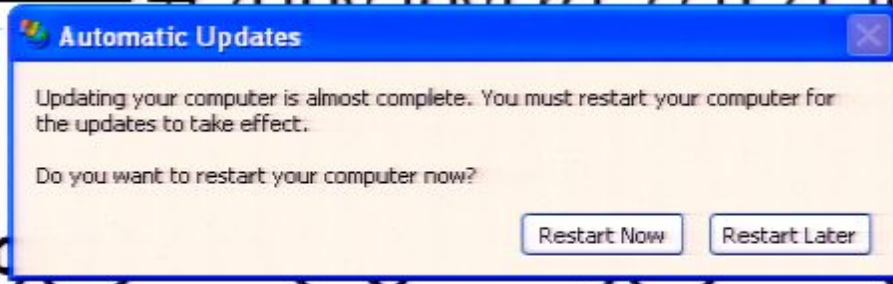 Automatic Updates
Updating your computer is almost complete. You must restart your computer for
the updates to take effect.
Do you want to restart your computer now?
Restart Now
Restart Later